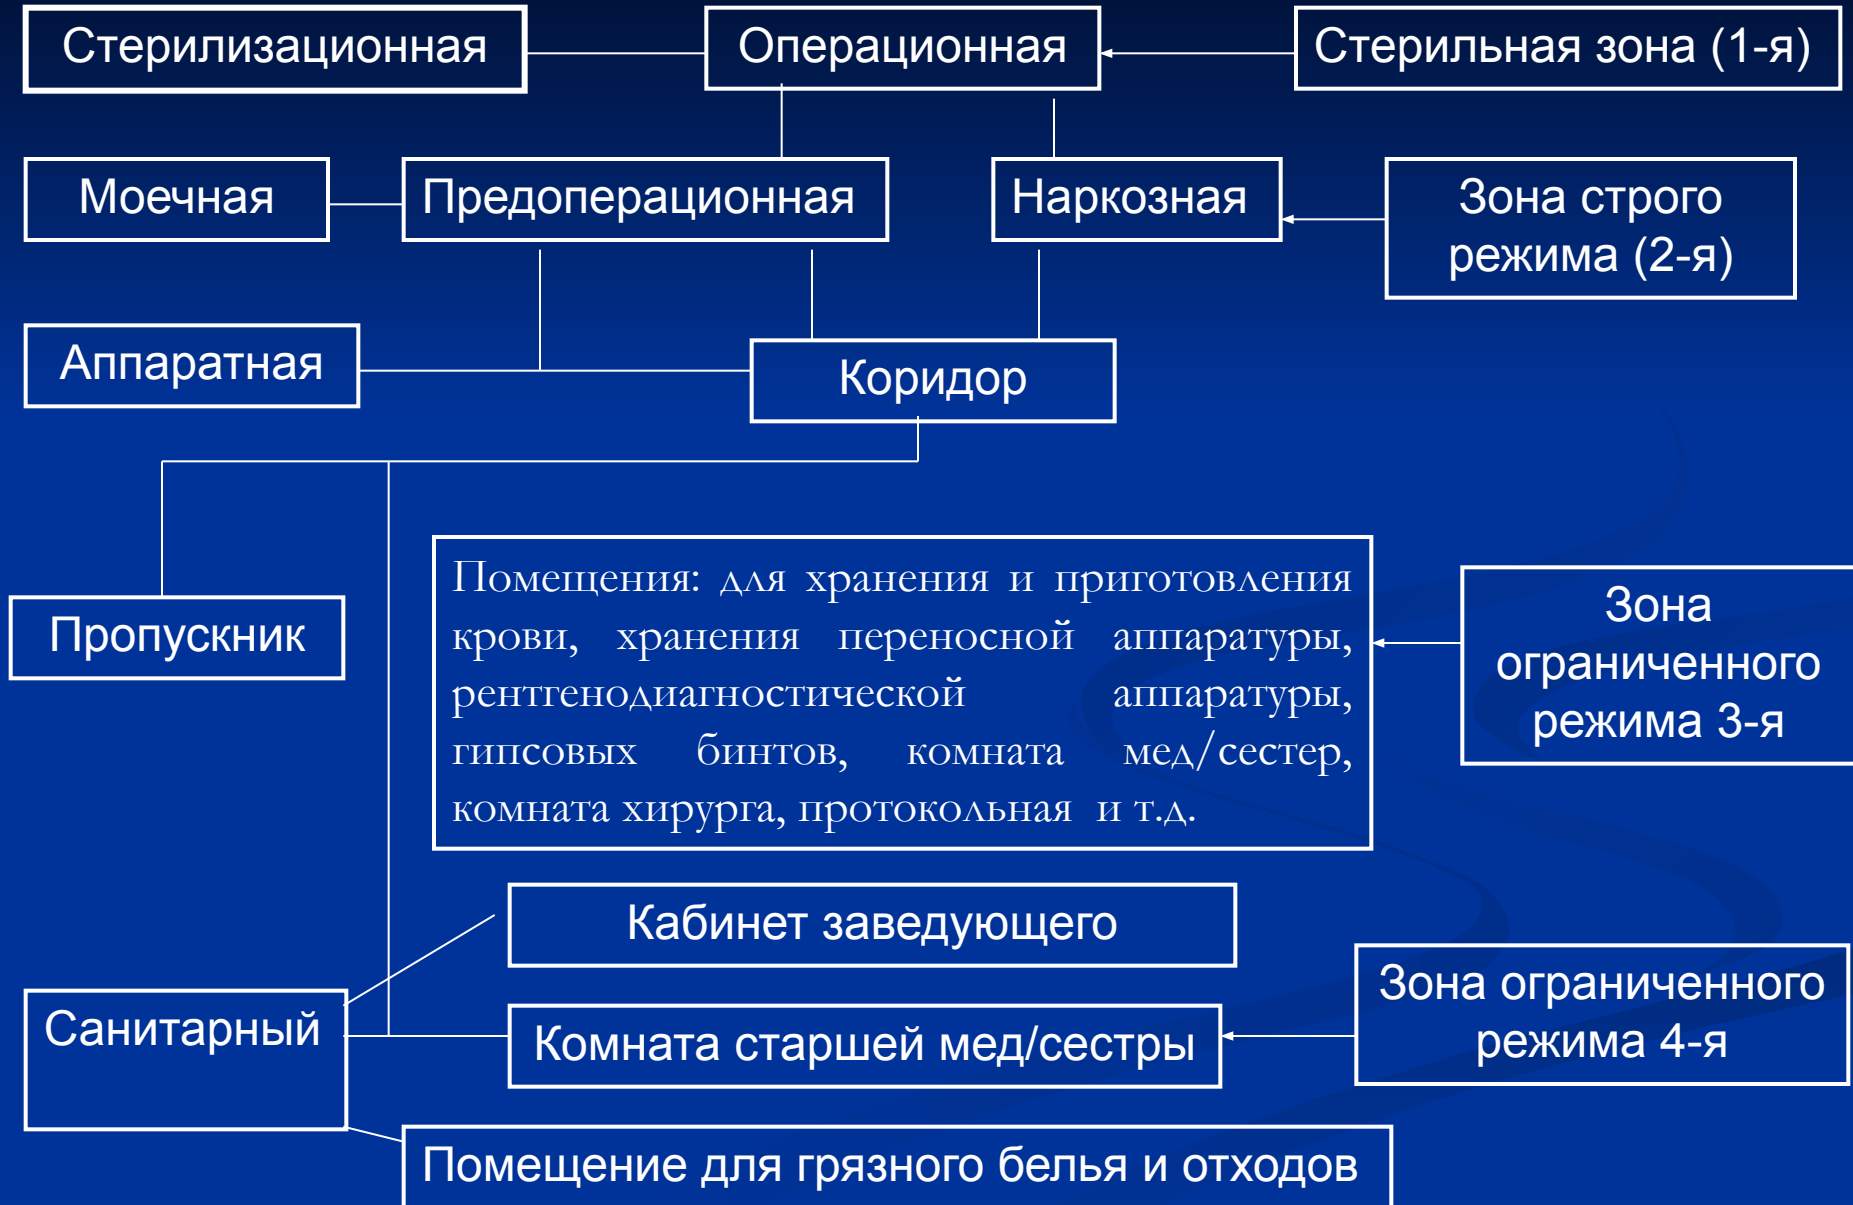 Стерилизационная
Операционная
Стерильная зона (1-я)
Моечная
Предоперационная
Наркозная
Зона строго
режима (2-я)
Аппаратная
Коридор
Пропускник
Помещения: для хранения и приготовления
крови, хранения переносной аппаратуры,
рентгенодиагностической аппаратуры,
гипсовых бинтов, комната мед/сестер,
комната хирурга, протокольная и т.д.
Зона
ограниченного
режима 3-я
Кабинет заведующего
Санитарный
Комната старшей мед/сестры
Зона ограниченного
режима 4-я
Помещение для грязного белья и отходов